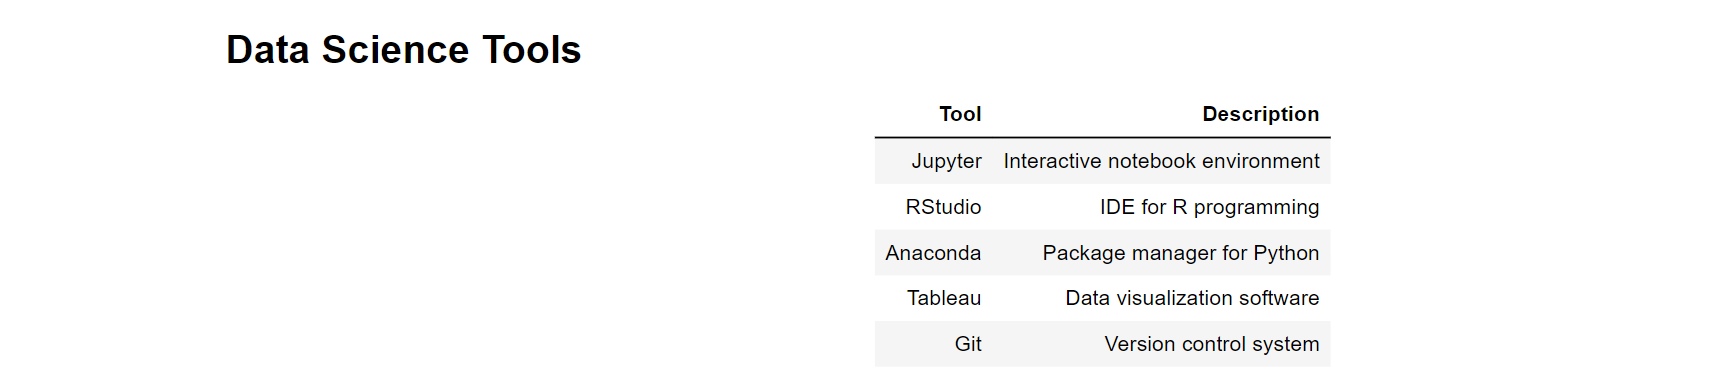 Data Science Tools
Tool Description
Jupyter Interactive notebook environment
RStudio IDE for R programming
Anaconda Package manager for Python
Tableau Data visualization software
Git Version control system